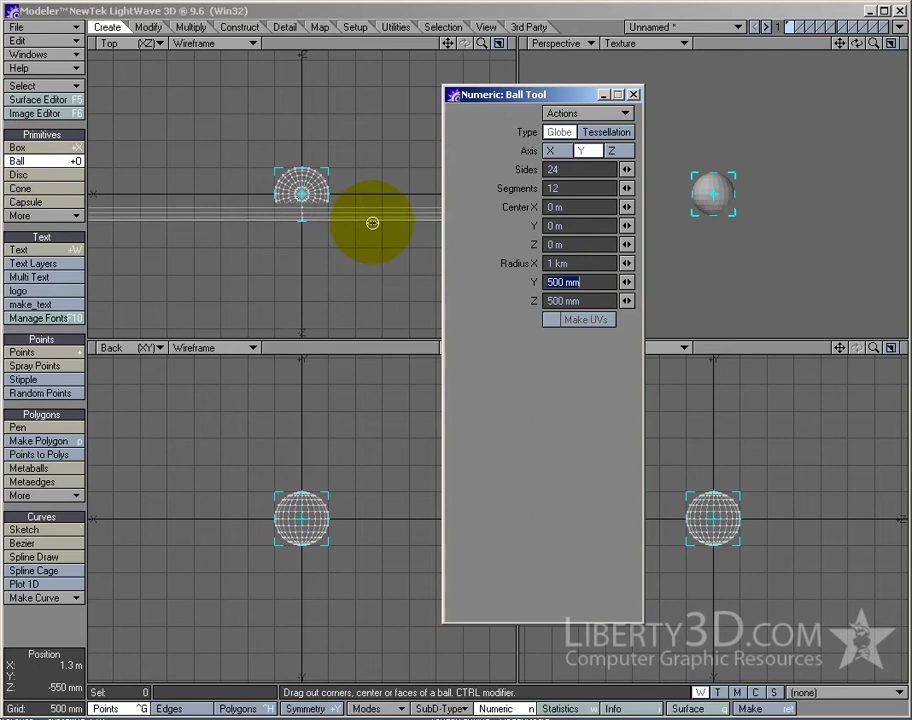 Modeler™NewTek LightWave 3D ® 9.6 (Win32)
File
Create
Modify
Multiply
Construct
Detail
Map
Setup
Utilities
Selection
View
3rd Party
Unnamed *
1
Edit
Top
(XZ)
Wireframe
Perspective
Texture
Windows
Help
Select
Surface Editor F5
Image Editor F6
Primitives
Box +X
Ball +O
Disc
Cone
Capsule
More
Text
Text +W
Text Layers
Multi Text
logo
make_text
Manage Fonts F10
Points
Points +
Spray Points
Stipple
Random Points
Polygons
Pen
Make Polygon p
Points to Polys
Metaballs
Metaedges
More
Curves
Sketch
Bezier
Spline Draw
Spline Cage
Plot 1D
Make Curve
Numeric: Ball Tool
Actions
Type Globe Tessellation
Axis X Y Z
Sides 24
Segments 12
Center X 0 m
Y 0 m
Z 0 m
Radius X 1 km
Y 500 mm
Z 500 mm
Make UVs
Back
(XY)
Wireframe
LIBERTY3D.COM
Computer Graphic Resources
Position
X: 1.3 m
Y:
Z: -550 mm
Grid: 500 mm
Sel: 0
Drag out corners, center or faces of a ball. CTRL modifier.
W T M C S
(none)
Points ^G
Edges
Polygons ^H
Symmetry +Y
Modes
SubD-Type
Numeric n
Statistics w
Info i
Surface q
Make ret